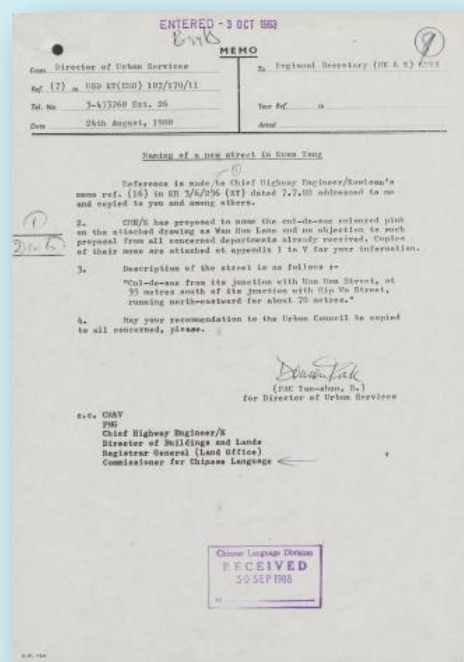 ENTERED - 3 OCT 1988
MEMO
From Director of Urban Services
To Regional Secretary (HK & K)
Ref. (7) in USD KT(ENH) 107/170/11
Tel. No. 3-433760 Ext. 26
Your Ref. in
Date 24th August, 1988
dated
Naming of a new street in Kwun Tong
Reference is made to Chief Highway Engineer/Kowloon's
memo ref. (16) in KH 3/6/256 (KT) dated 7.7.88 addressed to me
and copied to you and among others.
2. CHE/K has proposed to name the cul-de-sac coloured pink
on the attached drawing as Wan Hon Lane and no objection to such
proposal from all concerned departments already received. Copies
of their memo are attached at appendix I to V for your information.
3. Description of the street is as follows :-
"Cul-de-sac from its junction with Wan Hon Street, at
95 metres south of its junction with Hip Wo Street,
running north-eastward for about 70 metres."
4. May your recommendation to the Urban Council be copied
to all concerned, please.
(PAK Yun-shun, D.)
for Director of Urban Services
c.c.
PMG
Chief Highway Engineer/K
Director of Buildings and Lands
Registrar General (Land Office)
Commissioner for Chinese Language
Chinese Language Division
RECEIVED
30 SEP 1988